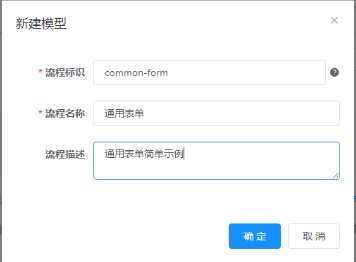 新建模型
* 流程标识 common-form
* 流程名称 通用表单
流程描述 通用表单简单示例
确 定 取 消